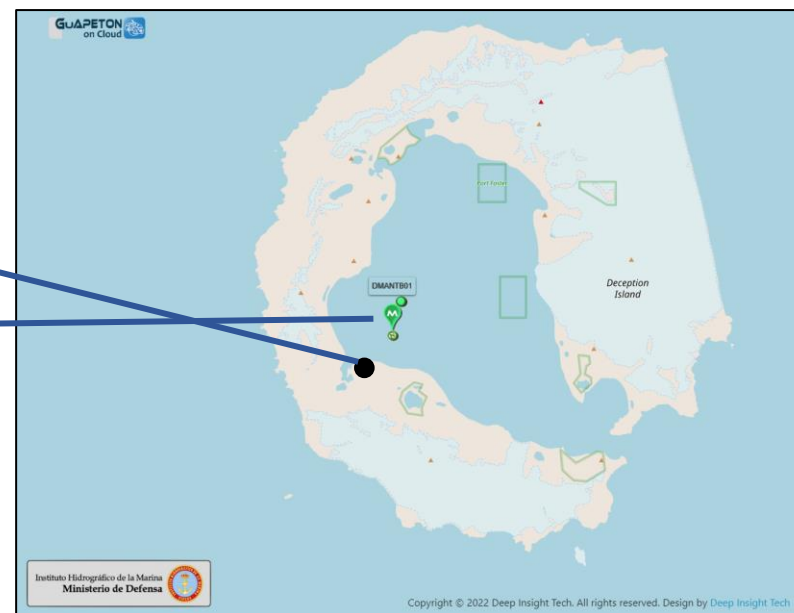 GUAPETON
on Cloud
Port Foster
DMANTB01
Deception
Island
M
Instituto Hidrográfico de la Marina
Ministerio de Defensa
Copyright © 2022 Deep Insight Tech. All rights reserved. Design by Deep Insight Tech